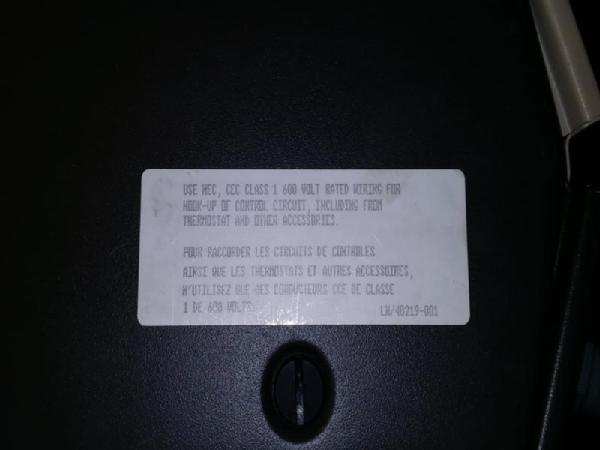 USE NEC, CEC CLASS 1 600 VOLT RATED WIRING FOR
HOOK-UP OF CONTROL CIRCUIT, INCLUDING FROM
THERMOSTAT AND OTHER ACCESSORIES.
POUR RACCORDER LES CIRCUITS DE CONTROLES
AINSI QUE LES THERMOSTATS ET AUTRES ACCESSOIRES,
N'UTILISEZ QUE DES CONDUCTEURS CCE DE CLASSE
1 DE 600 VOLTS.
LW/40219-001